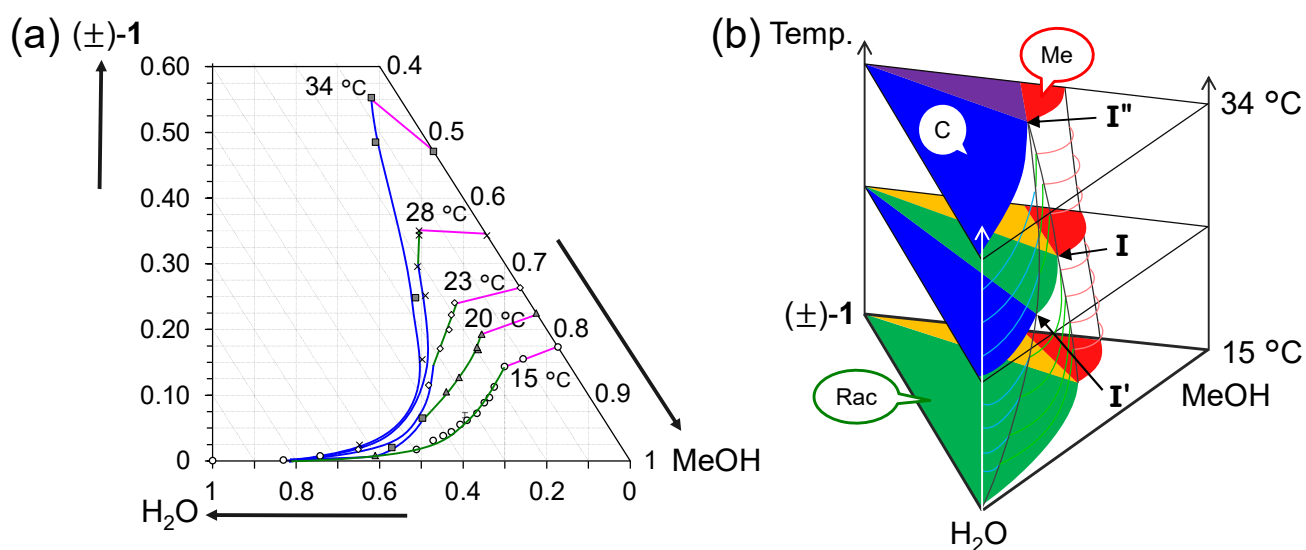 (a) (±)-1
0.60
0.50
0.40
0.30
0.20
0.10
0
0.4
0.5
0.6
0.7
0.8
0.9
1
34 °C
28 °C
23 °C
20 °C
15 °C
1 0.8 0.6 0.4 0.2 0
H₂O
MeOH
(b) Temp.
Me
C
I"
34 °C
I
(±)-1
15 °C
I'
MeOH
Rac
H₂O